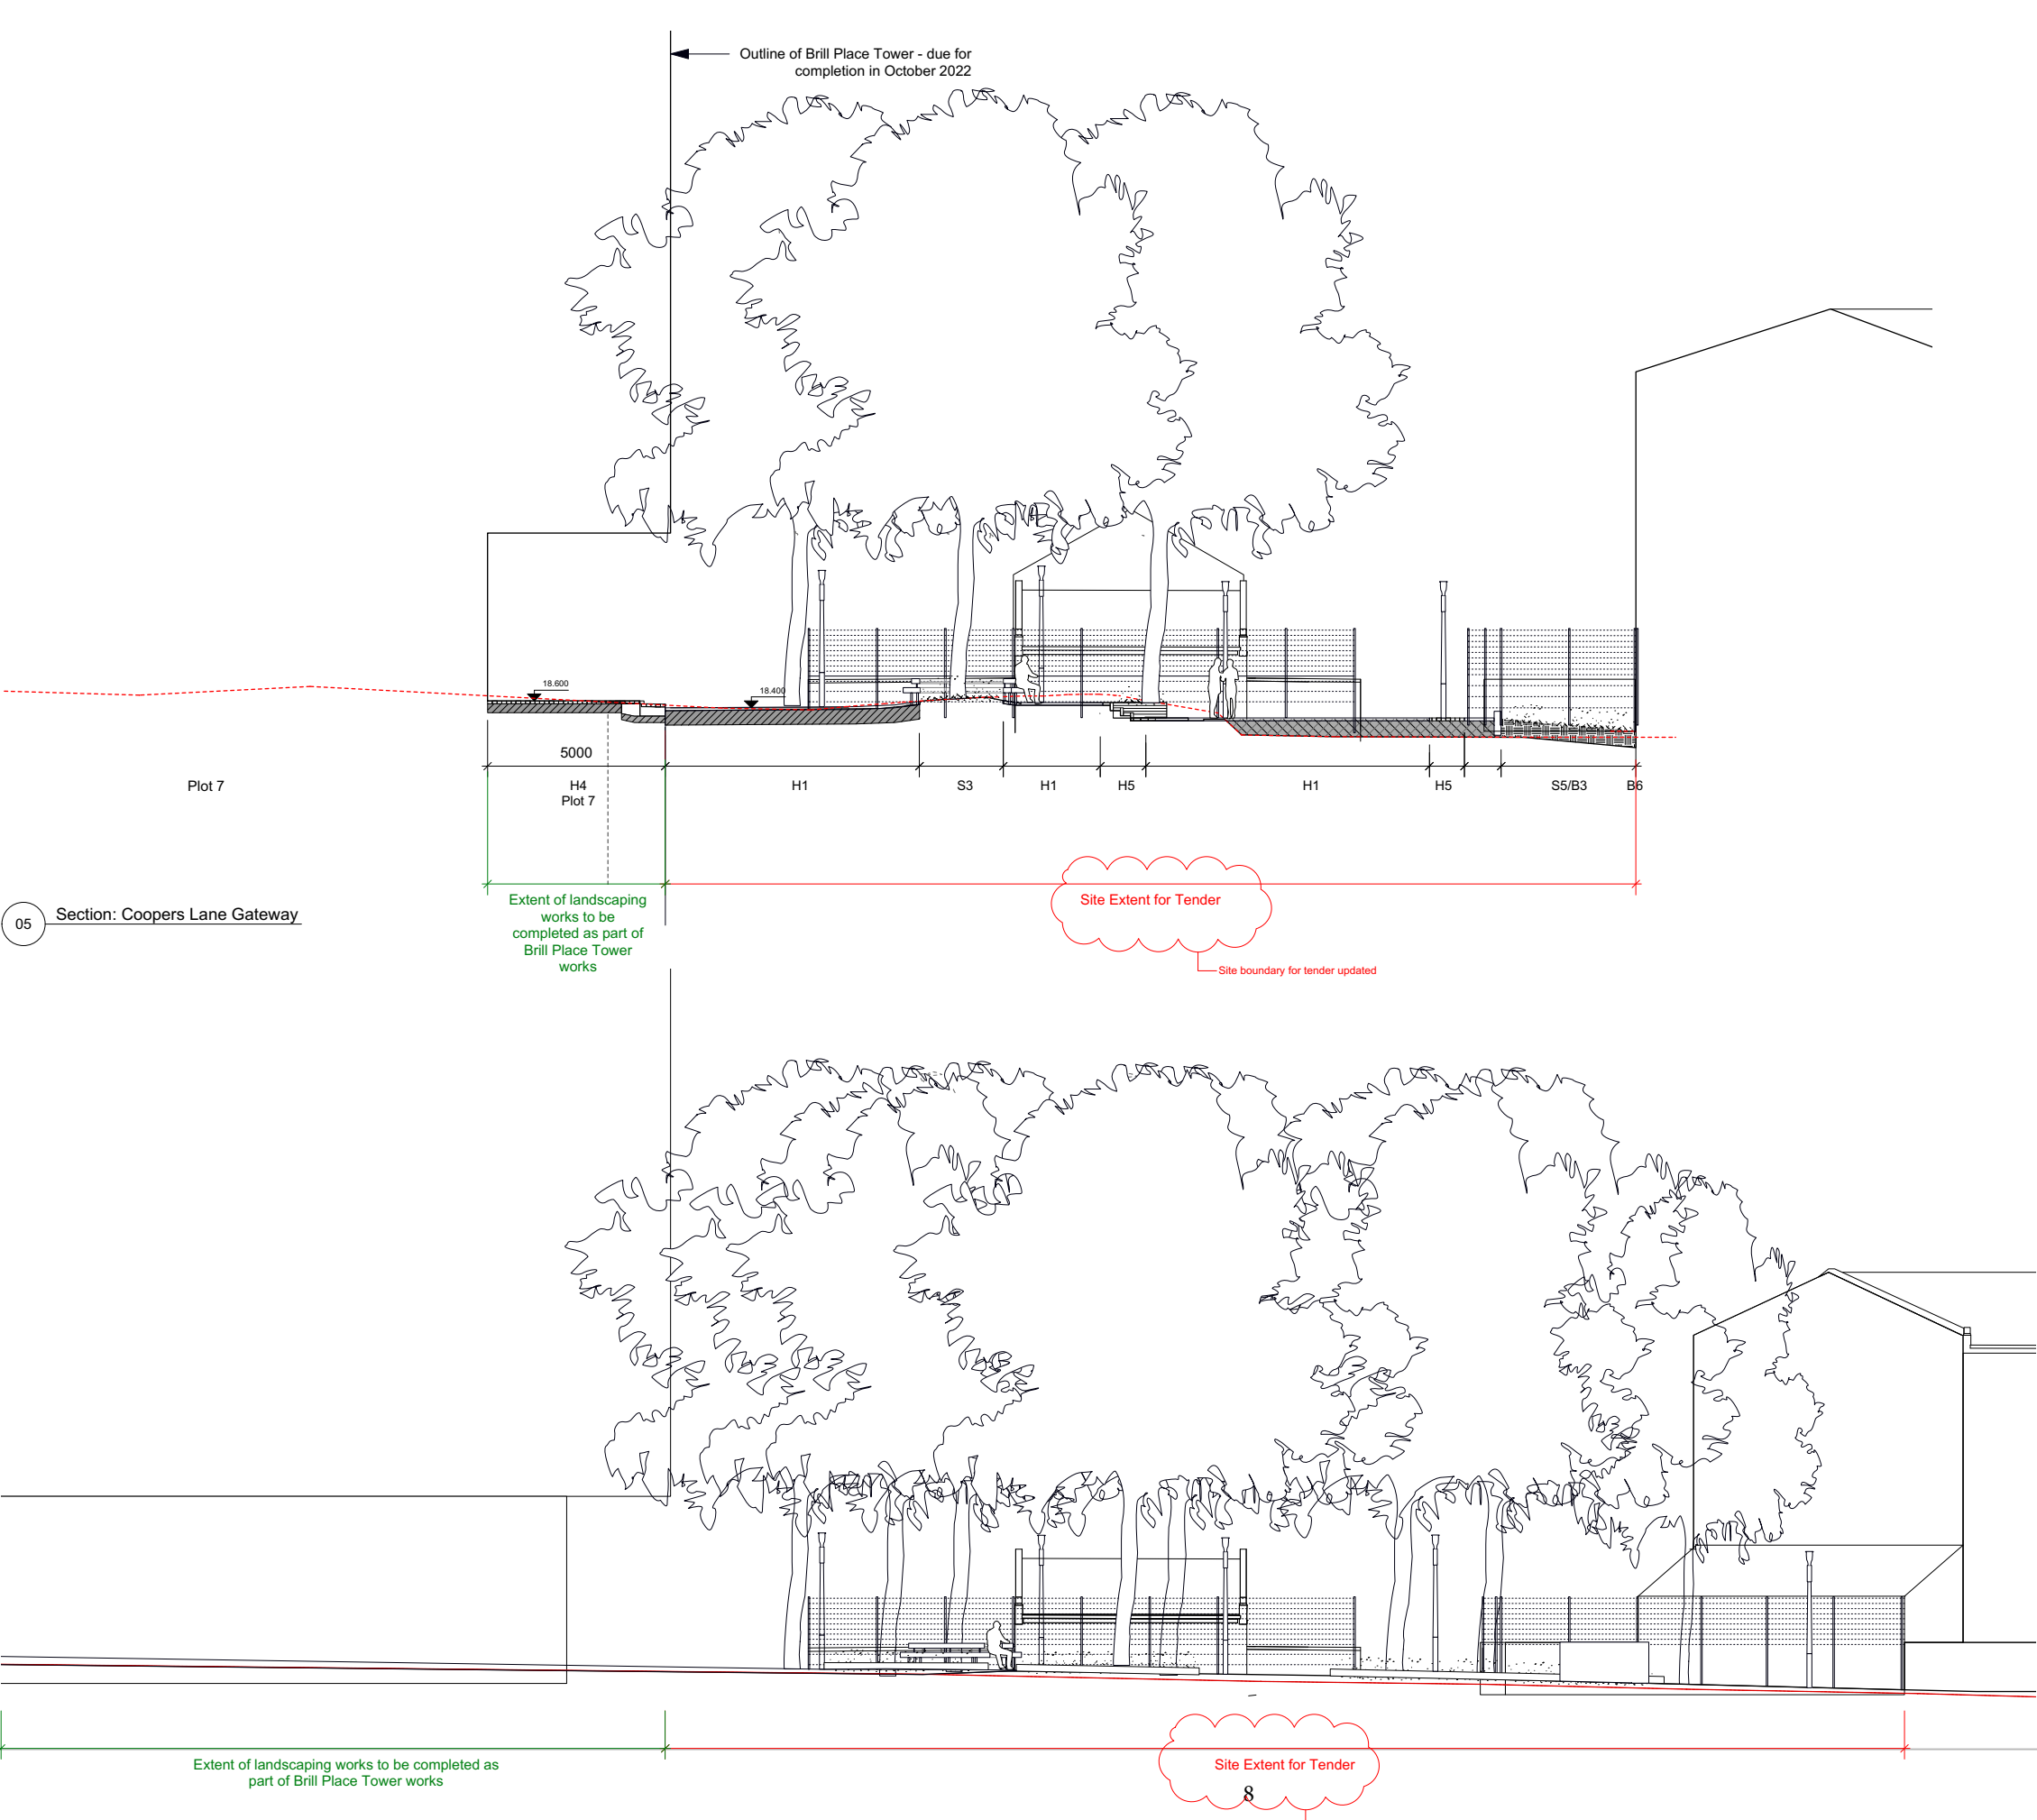 Outline of Brill Place Tower - due for
completion in October 2022
18.600
18.400
5000
Plot 7
H4
Plot 7
H1
S3
H1
H5
H1
H5
S5/B3
B6
Extent of landscaping
works to be
completed as part of
Brill Place Tower
works
Site Extent for Tender
Site boundary for tender updated
05
Section: Coopers Lane Gateway
Extent of landscaping works to be completed as
part of Brill Place Tower works
Site Extent for Tender
8